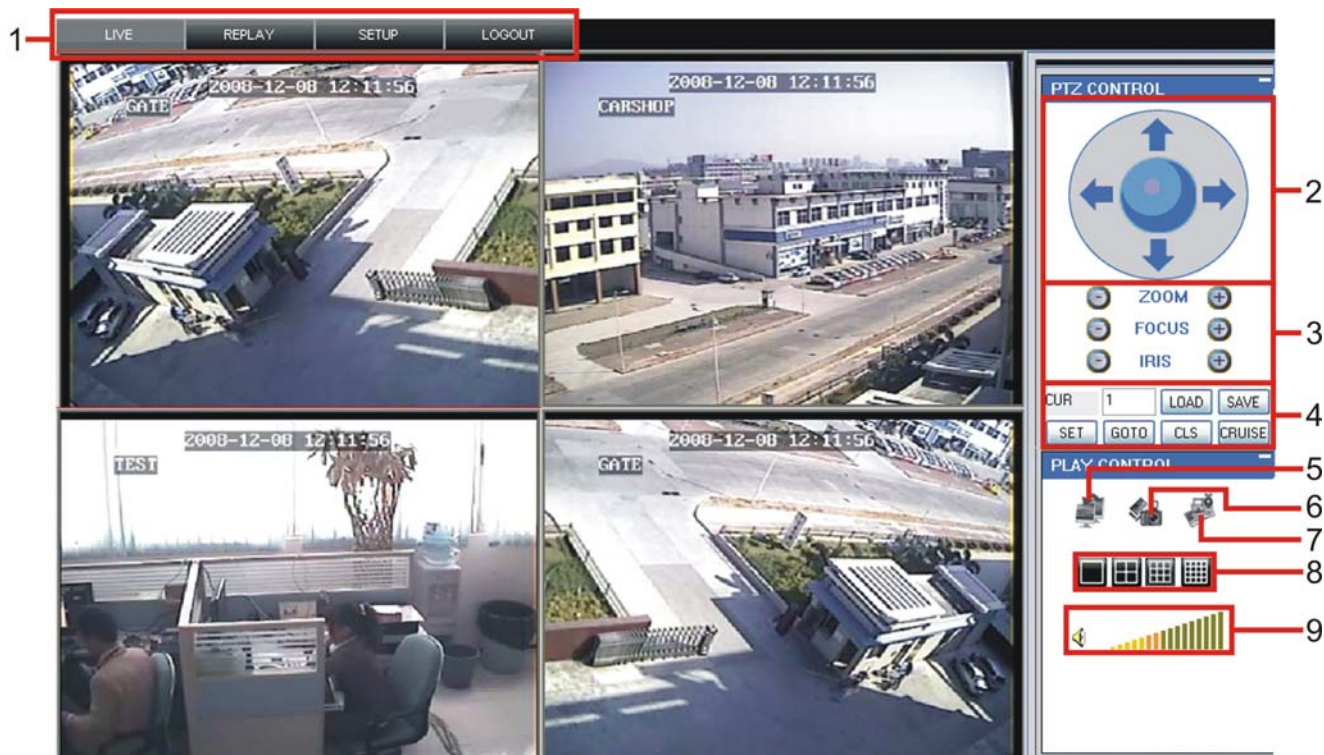 1
LIVE REPLAY SETUP LOGOUT
2008-12-08 12:11:56
GATE
2008-12-08 12:11:56
CARSHOP
PTZ CONTROL
2
ZOOM
FOCUS
IRIS
3
CUR 1 LOAD SAVE
SET GOTO CLS CRUISE
4
2008-12-08 12:11:56
TEST
2008-12-08 12:11:56
GATE
PLAY CONTROL
5
6
7
8
9